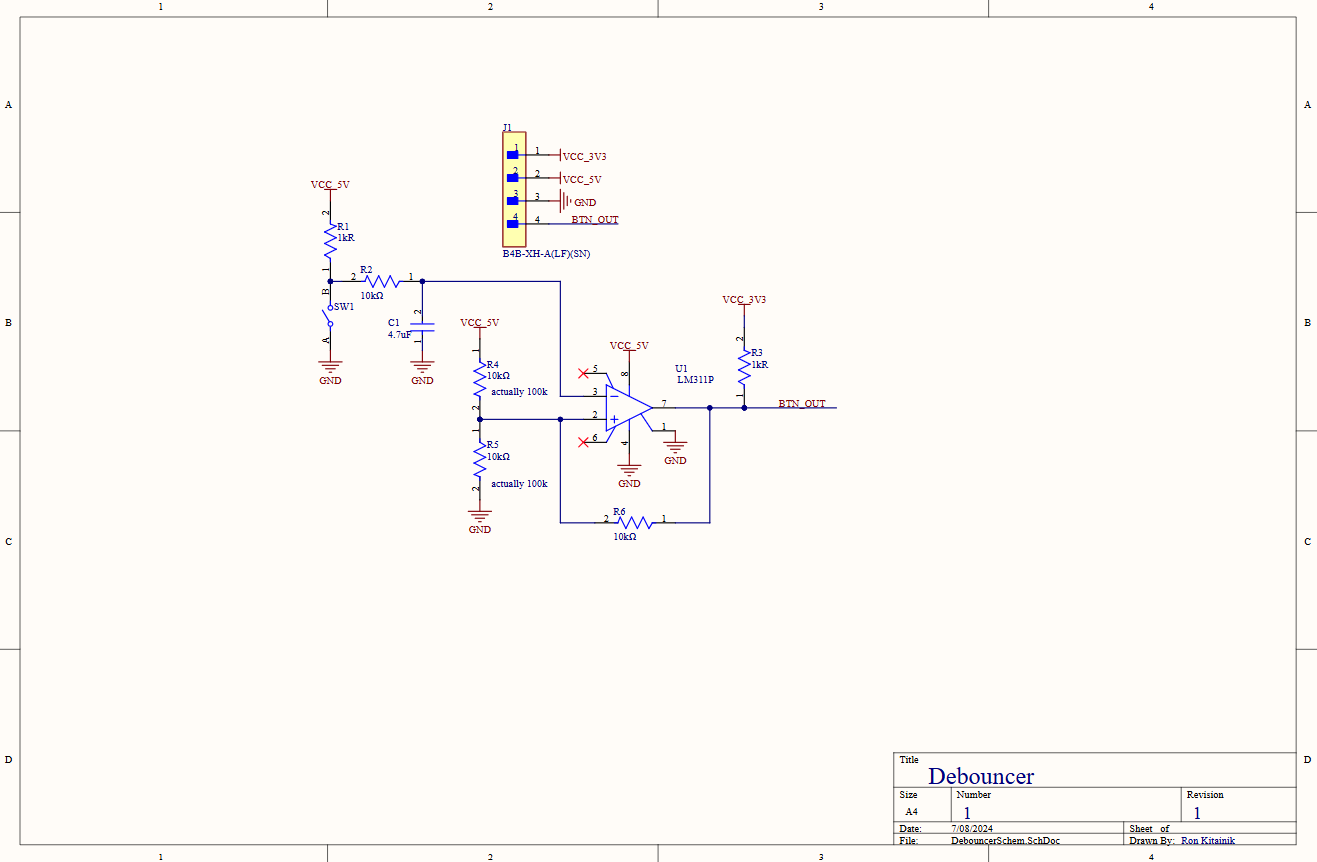 1 2 3 4
A A
J1
1 1 VCC_3V3
2 2 VCC_5V
3 3 GND
4 4 BTN_OUT
B4B-XH-A(LF)(SN)
VCC_5V
2
R1
1kR
1
R2
2 1
10kΩ
B
SW1
A
GND
2
C1
4.7uF
1
GND
B B
VCC_5V
1
R4
10kΩ
actually 100k
2
1
R5
10kΩ
actually 100k
2
GND
VCC_5V
8
U1
LM311P
5
3
2
6
7
1
4
GND
GND
VCC_3V3
2
R3
1kR
1
BTN_OUT
R6
2 1
10kΩ
C C
D D
Title
Debouncer
Size Number Revision
A4 1 1
Date: 7/08/2024 Sheet of
File: DebouncerSchem.SchDoc Drawn By: Ron Kitainik
1 2 3 4